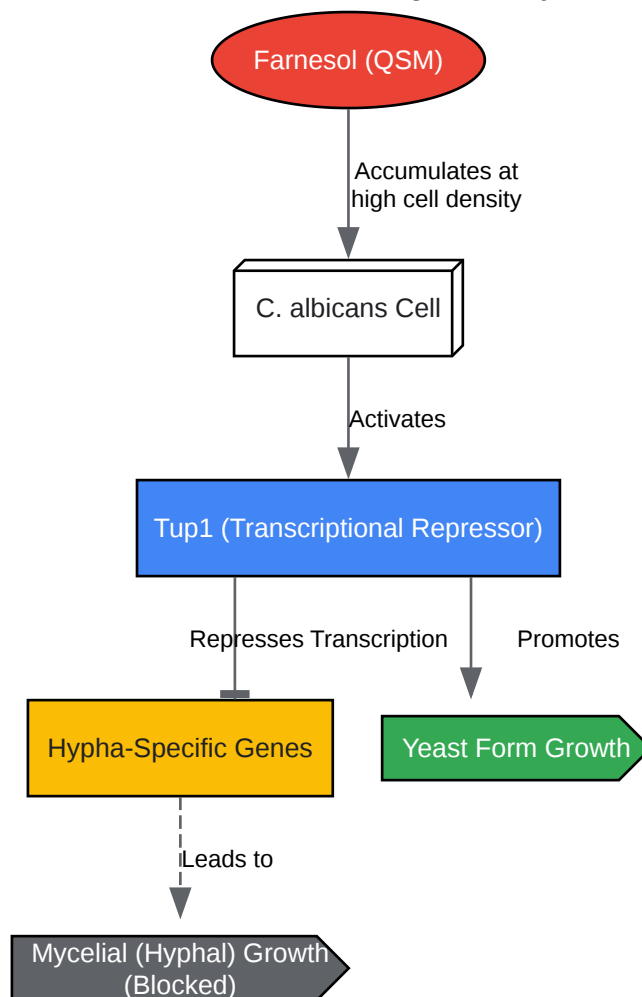 Farnesol (QSM)
Accumulates at
high cell density
C. albicans Cell
Activates
Tup1 (Transcriptional Repressor)
Represses Transcription
Promotes
Hypha-Specific Genes
Yeast Form Growth
Leads to
Mycelial (Hyphal) Growth
(Blocked)